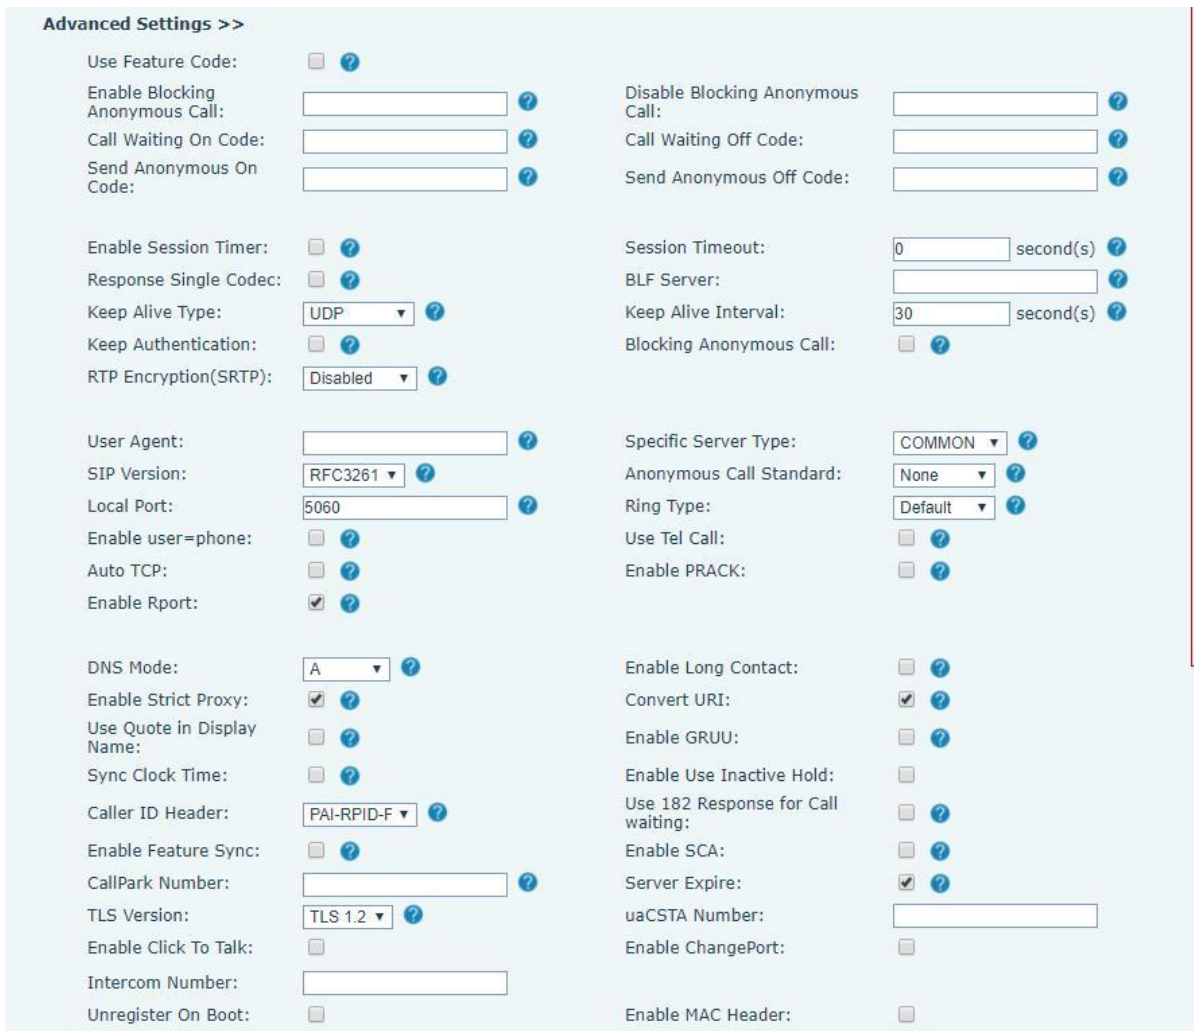 Advanced Settings >>
Use Feature Code: ?
Enable Blocking
Anonymous Call: ? Disable Blocking Anonymous
Call: ?
Call Waiting On Code: ? Call Waiting Off Code: ?
Send Anonymous On
Code: ? Send Anonymous Off Code: ?
Enable Session Timer: ? Session Timeout: 0 second(s) ?
Response Single Codec: ? BLF Server: ?
Keep Alive Type: UDP ? Keep Alive Interval: 30 second(s) ?
Keep Authentication: ? Blocking Anonymous Call: ?
RTP Encryption(SRTP): Disabled ?
User Agent: ? Specific Server Type: COMMON ?
SIP Version: RFC3261 ? Anonymous Call Standard: None ?
Local Port: 5060 ? Ring Type: Default ?
Enable user=phone: ? Use Tel Call: ?
Auto TCP: ? Enable PRACK: ?
Enable Rport: ?
DNS Mode: A ? Enable Long Contact: ?
Enable Strict Proxy: ? Convert URI: ?
Use Quote in Display
Name: ? Enable GRUU: ?
Sync Clock Time: ? Enable Use Inactive Hold:
Caller ID Header: PAI-RPID-F ? Use 182 Response for Call
waiting: ?
Enable Feature Sync: ? Enable SCA: ?
CallPark Number: ? Server Expire: ?
TLS Version: TLS 1.2 ? uaCSTA Number:
Enable Click To Talk: Enable ChangePort:
Intercom Number:
Unregister On Boot: Enable MAC Header: